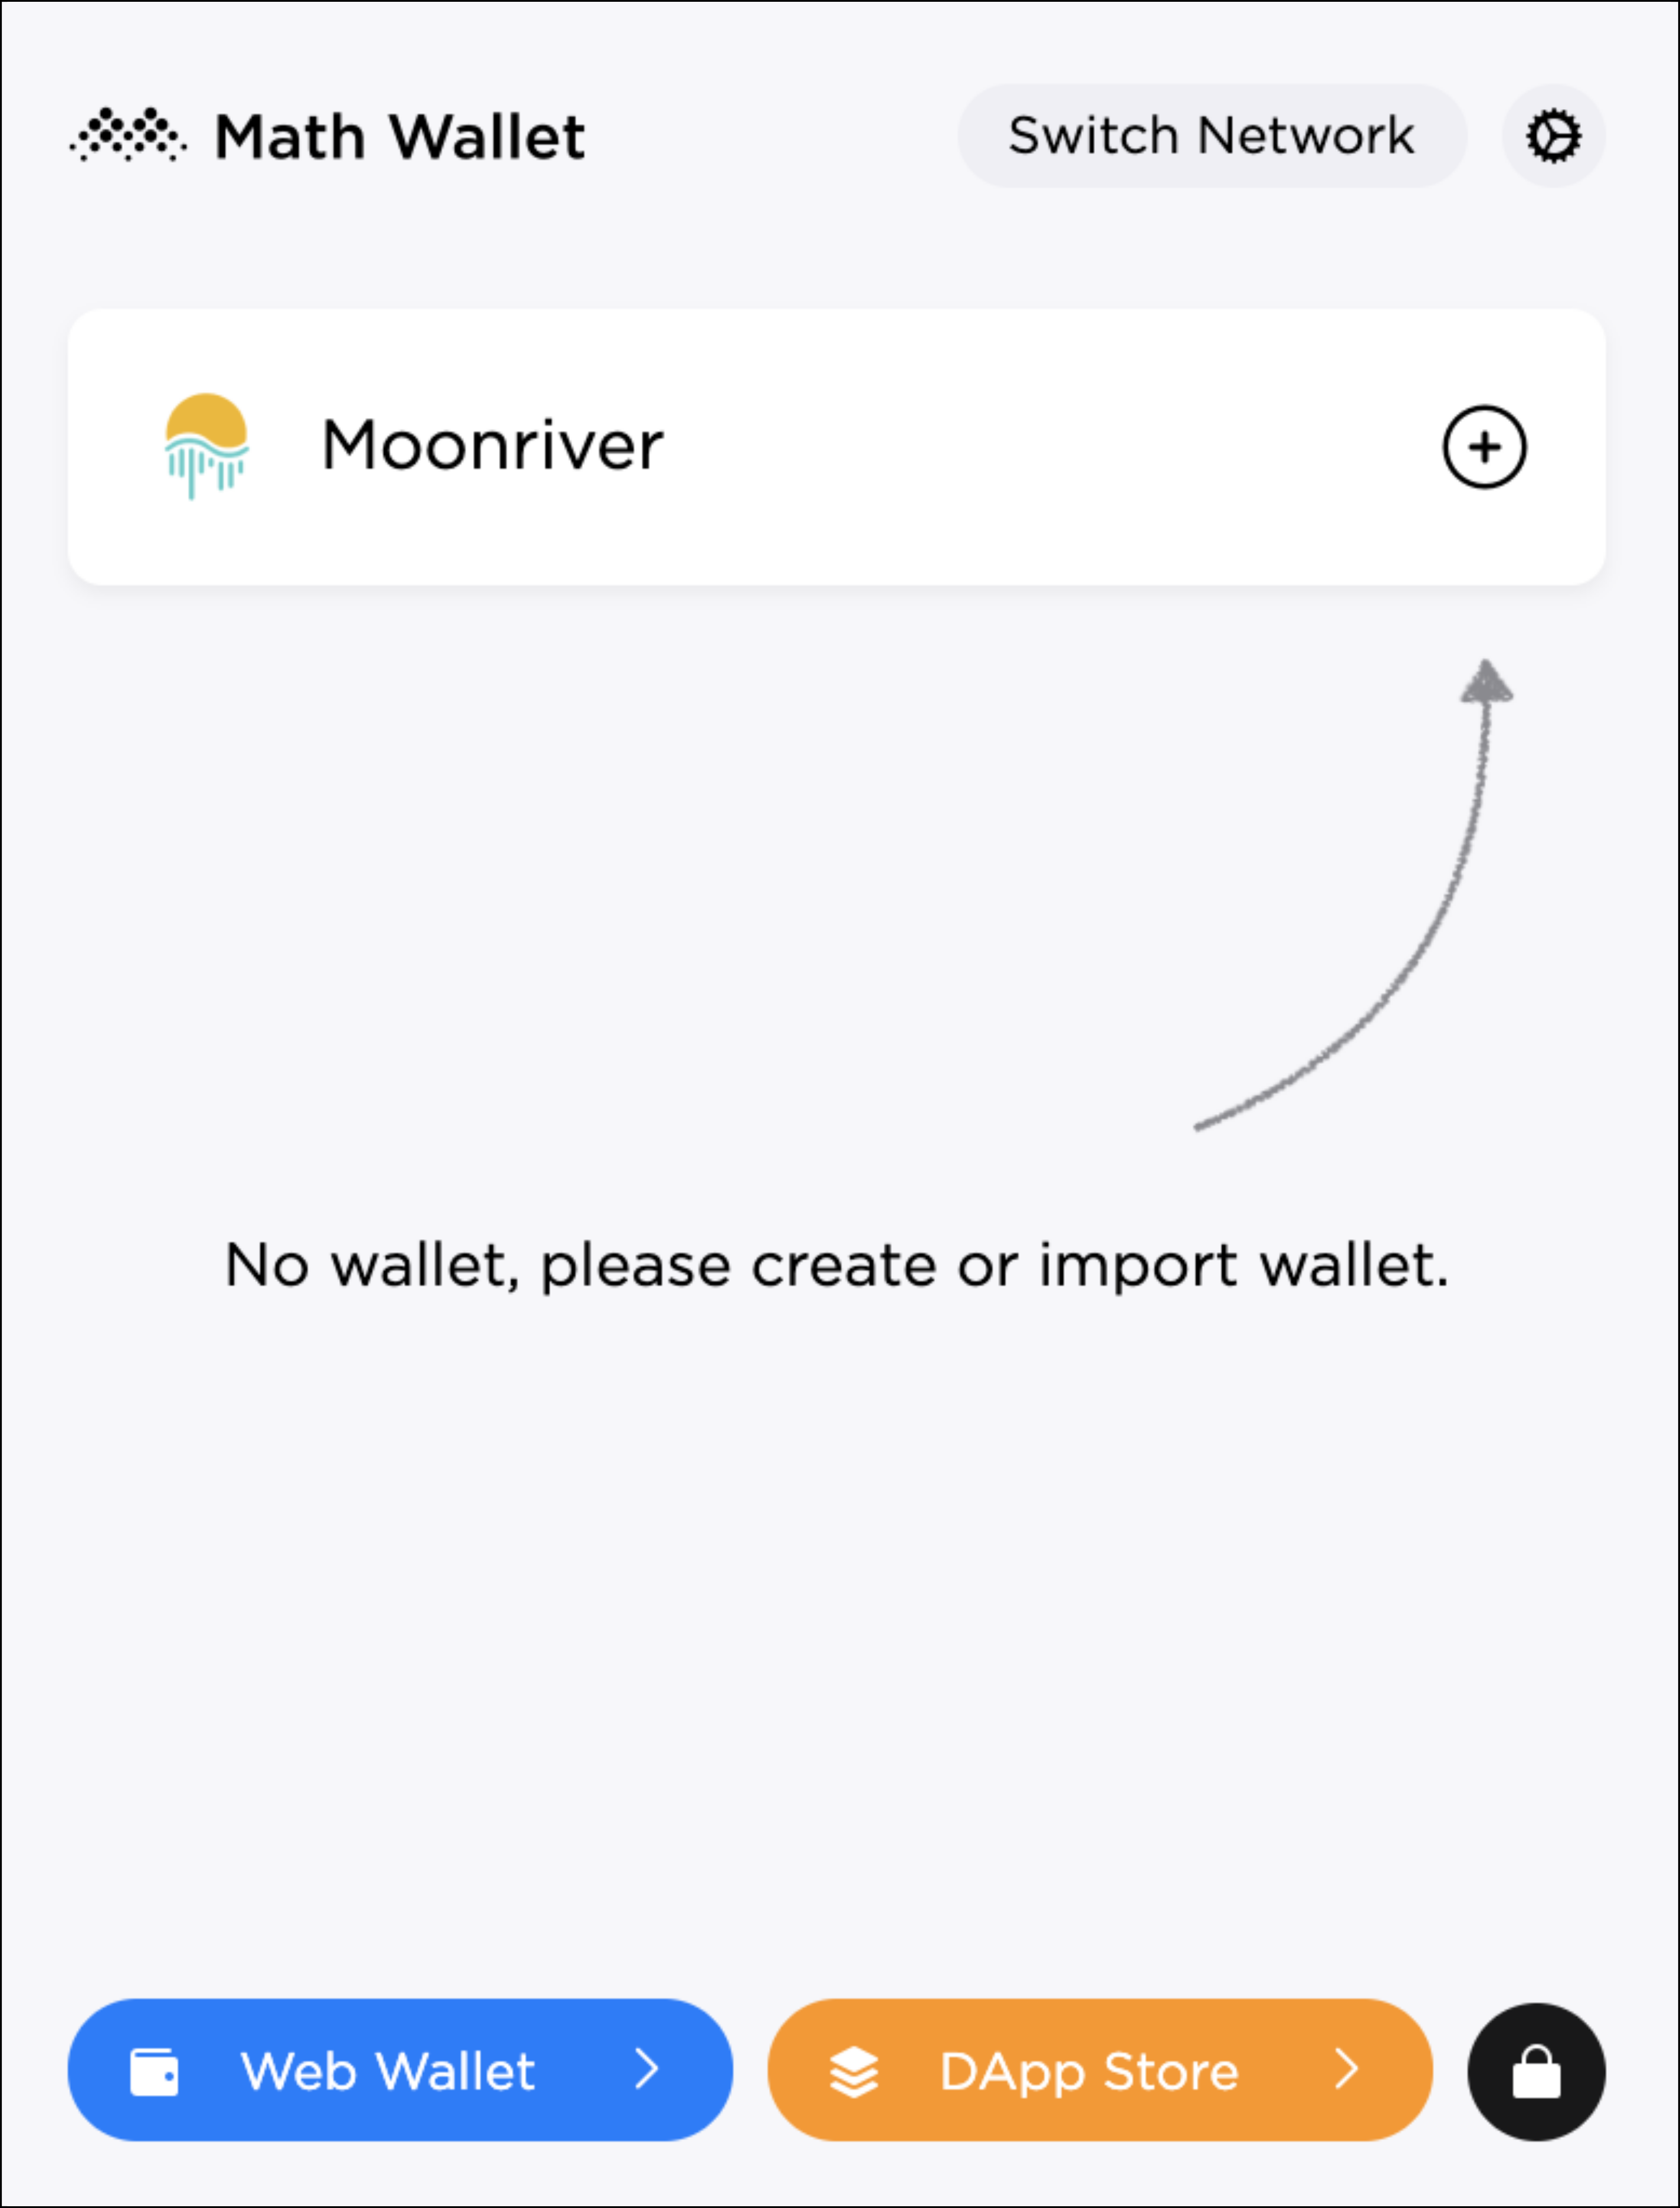 Math Wallet
Switch Network
Moonriver
No wallet, please create or import wallet.
Web Wallet
DApp Store